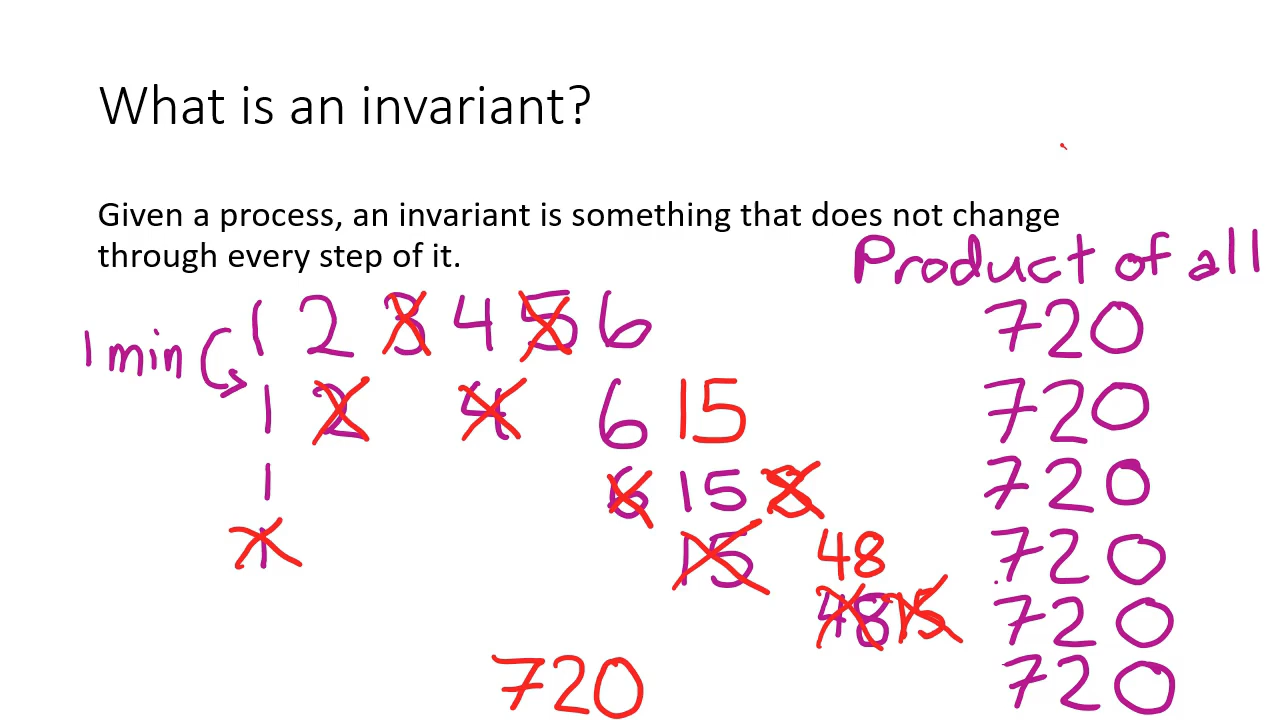 What is an invariant?
Given a process, an invariant is something that does not change
through every step of it.
Product of all
1 2 3 4 5 6 720
1 min
1 2 4 6 15 720
1 6 15 8 720
1 15 48 720
48 15 720
720 720